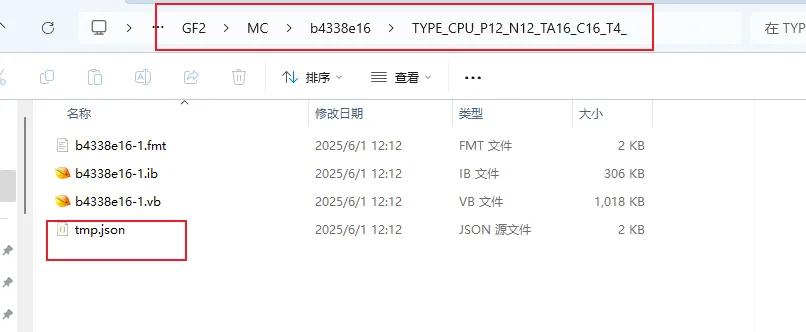 … GF2 > MC > b4338e16 > TYPE_CPU_P12_N12_TA16_C16_T4_ 在 TYP
排序 查看 …
名称 修改日期 类型 大小
b4338e16-1.fmt 2025/6/1 12:12 FMT 文件 2 KB
b4338e16-1.ib 2025/6/1 12:12 IB 文件 306 KB
b4338e16-1.vb 2025/6/1 12:12 VB 文件 1,018 KB
tmp.json 2025/6/1 12:12 JSON 源文件 2 KB